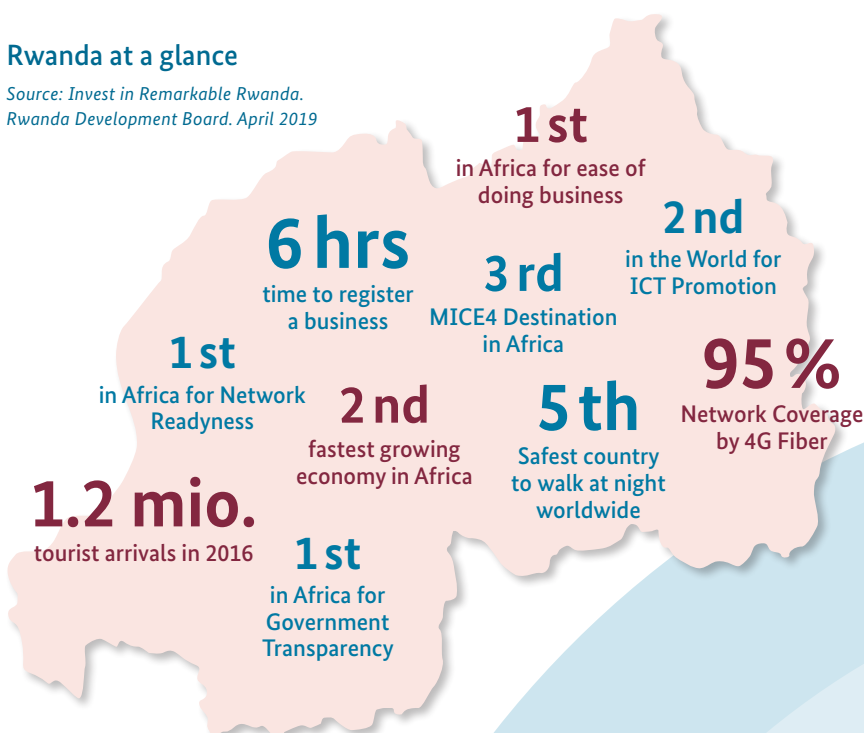 Rwanda at a glance
Source: Invest in Remarkable Rwanda.
Rwanda Development Board. April 2019
1 st
in Africa for ease of
doing business
2 nd
in the World for
ICT Promotion
6 hrs
time to register
a business
3 rd
MICE4 Destination
in Africa
1 st
in Africa for Network
Readyness
2 nd
fastest growing
economy in Africa
5 th
Safest country
to walk at night
worldwide
95 %
Network Coverage
by 4G Fiber
1.2 mio.
tourist arrivals in 2016
1 st
in Africa for
Government
Transparency